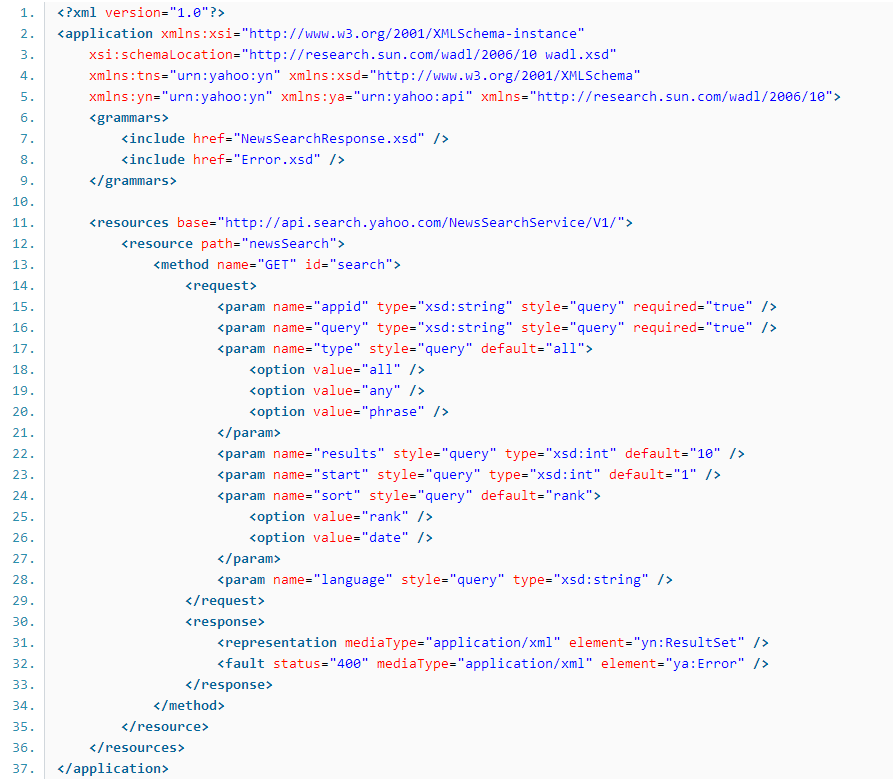 1. <?xml version="1.0"?>
2. <application xmlns:xsi="http://www.w3.org/2001/XMLSchema-instance"
3.     xsi:schemaLocation="http://research.sun.com/wadl/2006/10 wadl.xsd"
4.     xmlns:tns="urn:yahoo:yn" xmlns:xsd="http://www.w3.org/2001/XMLSchema"
5.     xmlns:yn="urn:yahoo:yn" xmlns:ya="urn:yahoo:api" xmlns="http://research.sun.com/wadl/2006/10">
6.     <grammars>
7.         <include href="NewsSearchResponse.xsd" />
8.         <include href="Error.xsd" />
9.     </grammars>
10.
11.     <resources base="http://api.search.yahoo.com/NewsSearchService/V1/">
12.         <resource path="newsSearch">
13.             <method name="GET" id="search">
14.                 <request>
15.                     <param name="appid" type="xsd:string" style="query" required="true" />
16.                     <param name="query" type="xsd:string" style="query" required="true" />
17.                     <param name="type" style="query" default="all">
18.                         <option value="all" />
19.                         <option value="any" />
20.                         <option value="phrase" />
21.                     </param>
22.                     <param name="results" style="query" type="xsd:int" default="10" />
23.                     <param name="start" style="query" type="xsd:int" default="1" />
24.                     <param name="sort" style="query" default="rank">
25.                         <option value="rank" />
26.                         <option value="date" />
27.                     </param>
28.                     <param name="language" style="query" type="xsd:string" />
29.                 </request>
30.                 <response>
31.                     <representation mediaType="application/xml" element="yn:ResultSet" />
32.                     <fault status="400" mediaType="application/xml" element="ya:Error" />
33.                 </response>
34.             </method>
35.         </resource>
36.     </resources>
37. </application>